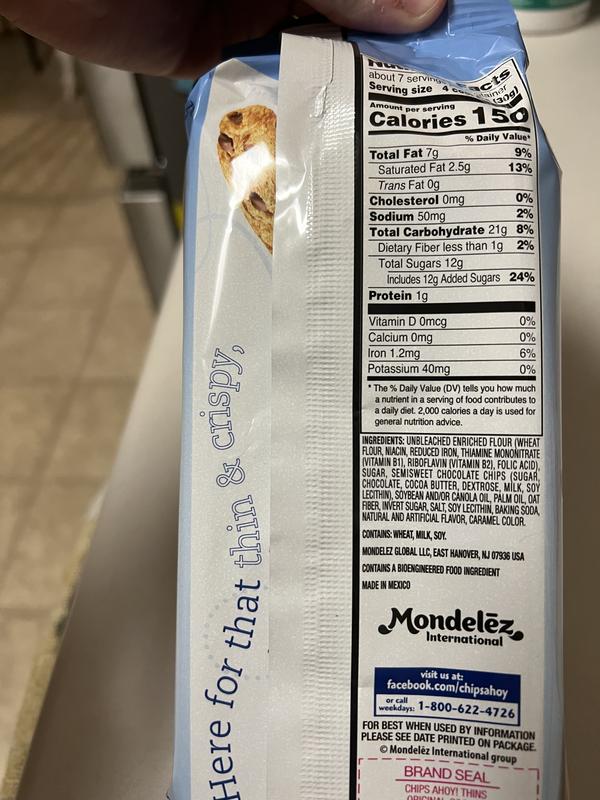 about 7 servings
Serving size 4 (30g)
Amount per serving
Calories 150
% Daily Value*
Total Fat 7g 9%
Saturated Fat 2.5g 13%
Trans Fat 0g
Cholesterol 0mg 0%
Sodium 50mg 2%
Total Carbohydrate 21g 8%
Dietary Fiber less than 1g 2%
Total Sugars 12g
Includes 12g Added Sugars 24%
Protein 1g
Vitamin D 0mcg 0%
Calcium 0mg 0%
Iron 1.2mg 6%
Potassium 40mg 0%
* The % Daily Value (DV) tells you how much
a nutrient in a serving of food contributes to
a daily diet. 2,000 calories a day is used for
general nutrition advice.
INGREDIENTS: UNBLEACHED ENRICHED FLOUR (WHEAT
FLOUR, NIACIN, REDUCED IRON, THIAMINE MONONITRATE
(VITAMIN B1), RIBOFLAVIN (VITAMIN B2), FOLIC ACID),
SUGAR, SEMISWEET CHOCOLATE CHIPS (SUGAR,
CHOCOLATE, COCOA BUTTER, DEXTROSE, MILK, SOY
LECITHIN), SOYBEAN AND/OR CANOLA OIL, PALM OIL, OAT
FIBER, INVERT SUGAR, SALT, SOY LECITHIN, BAKING SODA,
NATURAL AND ARTIFICIAL FLAVOR, CARAMEL COLOR.
CONTAINS: WHEAT, MILK, SOY.
MONDELEZ GLOBAL LLC, EAST HANOVER, NJ 07936 USA
CONTAINS A BIOENGINEERED FOOD INGREDIENT
MADE IN MEXICO
Mondelēz
International
visit us at:
facebook.com/chipsahoy
or call
weekdays: 1-800-622-4726
FOR BEST WHEN USED BY INFORMATION
PLEASE SEE DATE PRINTED ON PACKAGE.
© Mondelēz International group
BRAND SEAL
CHIPS AHOY! THINS
Here for that thin & crispy,